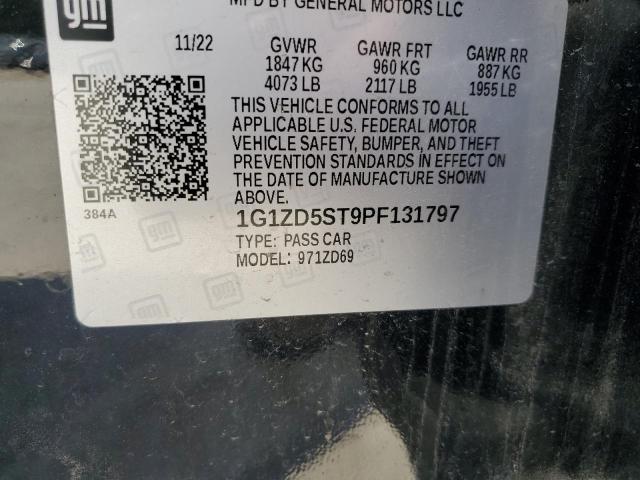 MFD BY GENERAL MOTORS LLC
gm
11/22 GVWR GAWR FRT GAWR RR
1847 KG 960 KG 887 KG
4073 LB 2117 LB 1955 LB
THIS VEHICLE CONFORMS TO ALL
APPLICABLE U.S. FEDERAL MOTOR
VEHICLE SAFETY, BUMPER, AND THEFT
PREVENTION STANDARDS IN EFFECT ON
THE DATE OF MANUFACTURE SHOWN
ABOVE.
384A
1G1ZD5ST9PF131797
TYPE: PASS CAR
MODEL: 971ZD69